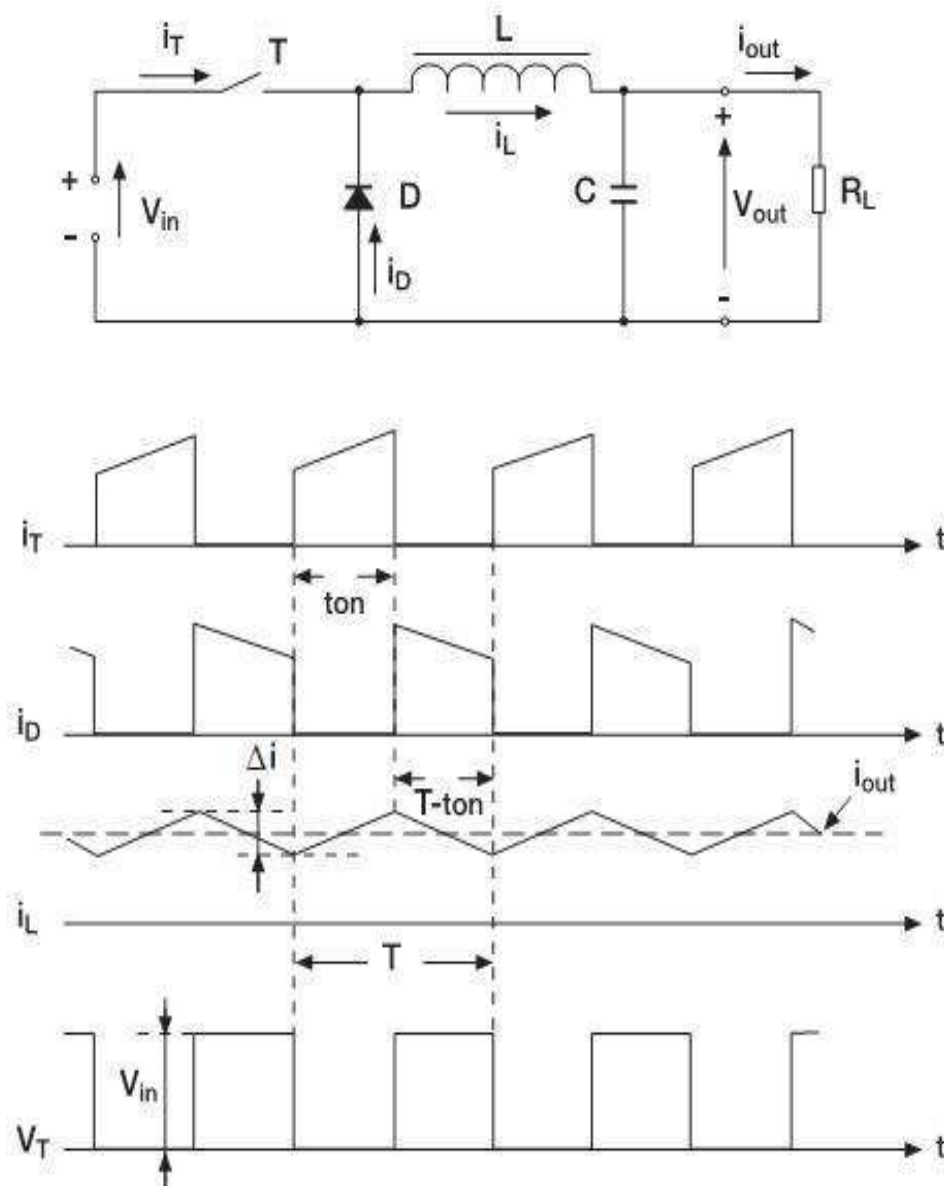 i_T T L i_out
i_L
+ +
V_in D C V_out R_L
- i_D
-
i_T t
ton
i_D t
Δi
T-ton i_out
i_L t
T
V_in
V_T t